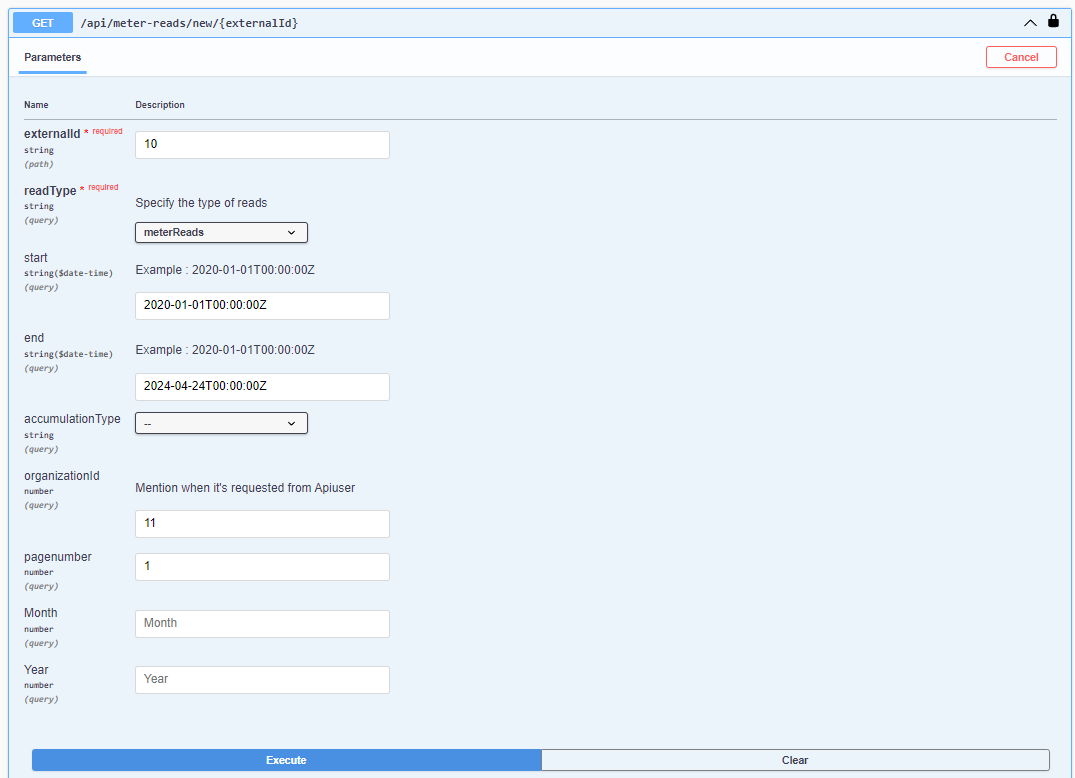 GET /api/meter-reads/new/{externalId}
Parameters
Cancel
Name Description
externalId * required
string
(path)
10
readType * required
string
(query)
Specify the type of reads
meterReads
start
string($date-time)
(query)
Example : 2020-01-01T00:00:00Z
2020-01-01T00:00:00Z
end
string($date-time)
(query)
Example : 2020-01-01T00:00:00Z
2024-04-24T00:00:00Z
accumulationType
string
(query)
--
organizationId
number
(query)
Mention when it's requested from Apiuser
11
pagenumber
number
(query)
1
Month
number
(query)
Month
Year
number
(query)
Year
Execute Clear